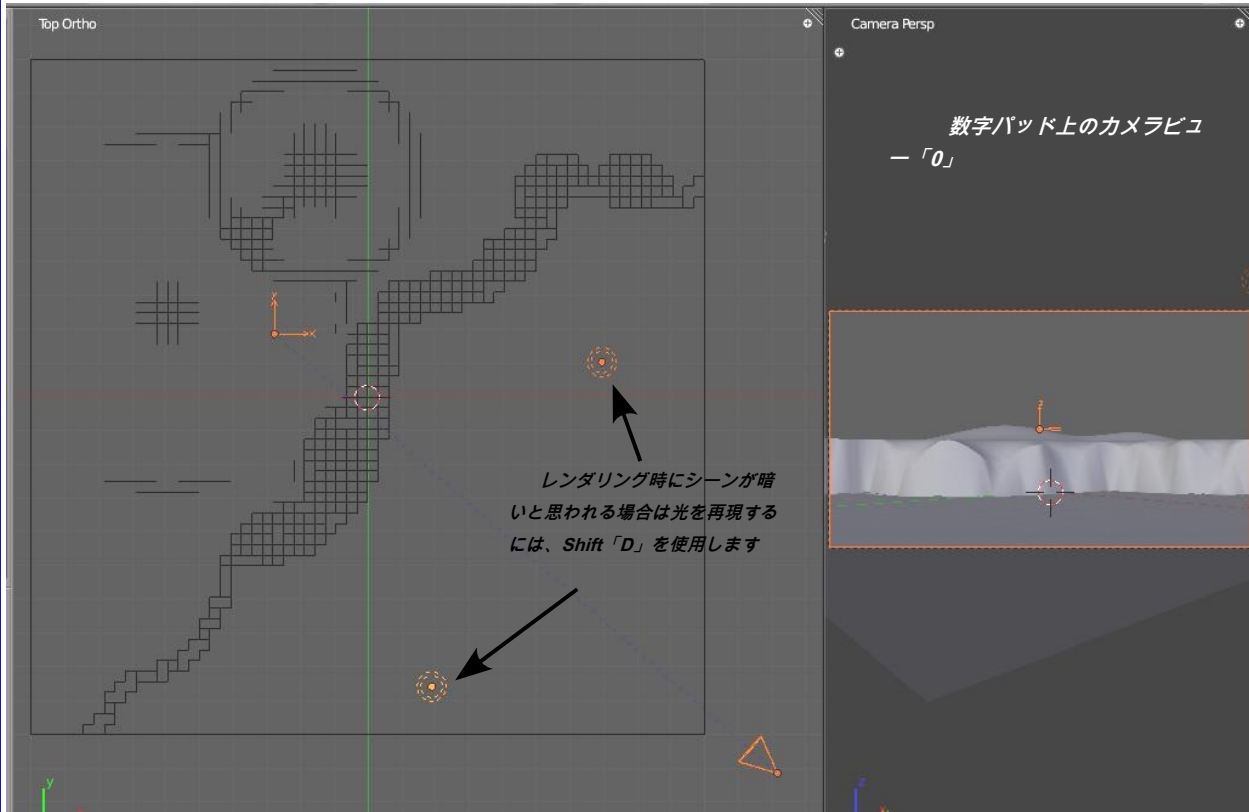 Top Ortho
Camera Persp
数字パッド上のカメラビュ
ー「0」
レンダリング時にシーンが暗
いと思われる場合は光を再現する
には、Shift「D」を使用します
y
z